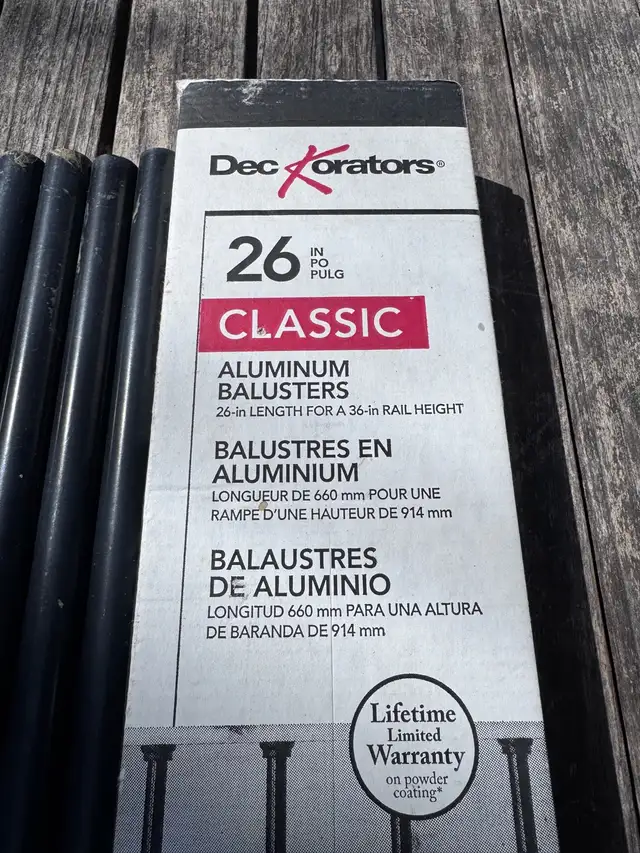 DecKorators®
26 IN
PO
PULG
CLASSIC
ALUMINUM
BALUSTERS
26-in LENGTH FOR A 36-in RAIL HEIGHT
BALUSTRES EN
ALUMINIUM
LONGUEUR DE 660 mm POUR UNE
RAMPE D'UNE HAUTEUR DE 914 mm
BALAUSTRES
DE ALUMINIO
LONGITUD 660 mm PARA UNA ALTURA
DE BARANDA DE 914 mm
Lifetime
Limited
Warranty
on powder
coating*